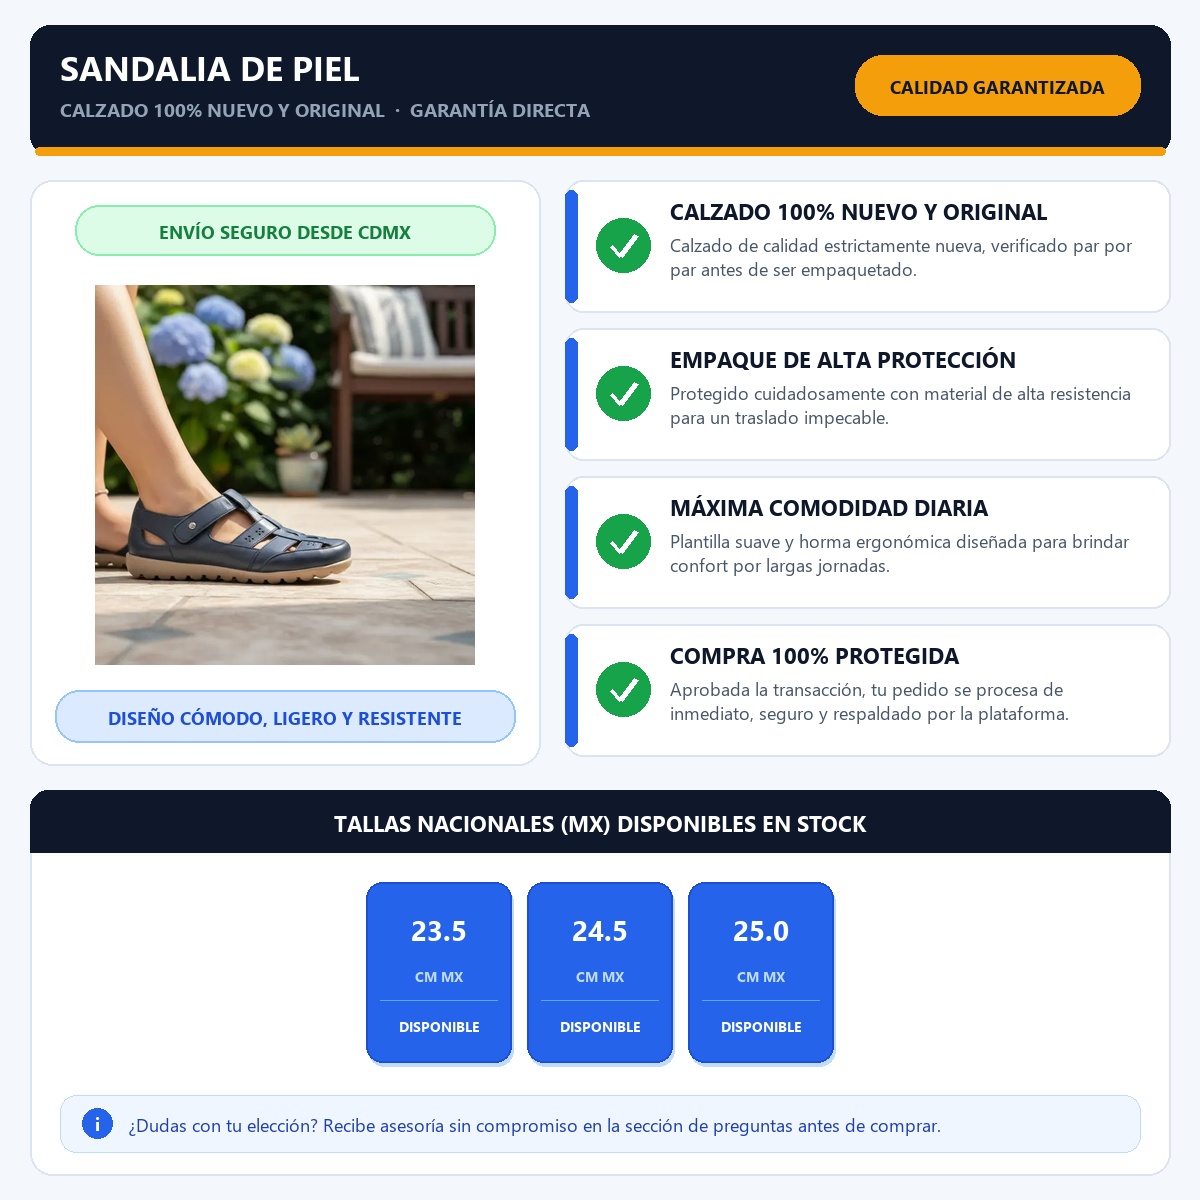 SANDALIA DE PIEL
CALZADO 100% NUEVO Y ORIGINAL · GARANTÍA DIRECTA
CALIDAD GARANTIZADA
ENVÍO SEGURO DESDE CDMX
DISEÑO CÓMODO, LIGERO Y RESISTENTE
CALZADO 100% NUEVO Y ORIGINAL
Calzado de calidad estrictamente nueva, verificado par por
par antes de ser empaquetado.
EMPAQUE DE ALTA PROTECCIÓN
Protegido cuidadosamente con material de alta resistencia
para un traslado impecable.
MÁXIMA COMODIDAD DIARIA
Plantilla suave y horma ergonómica diseñada para brindar
confort por largas jornadas.
COMPRA 100% PROTEGIDA
Aprobada la transacción, tu pedido se procesa de
inmediato, seguro y respaldado por la plataforma.
TALLAS NACIONALES (MX) DISPONIBLES EN STOCK
23.5
CM MX
DISPONIBLE
24.5
CM MX
DISPONIBLE
25.0
CM MX
DISPONIBLE
¿Dudas con tu elección? Recibe asesoría sin compromiso en la sección de preguntas antes de comprar.